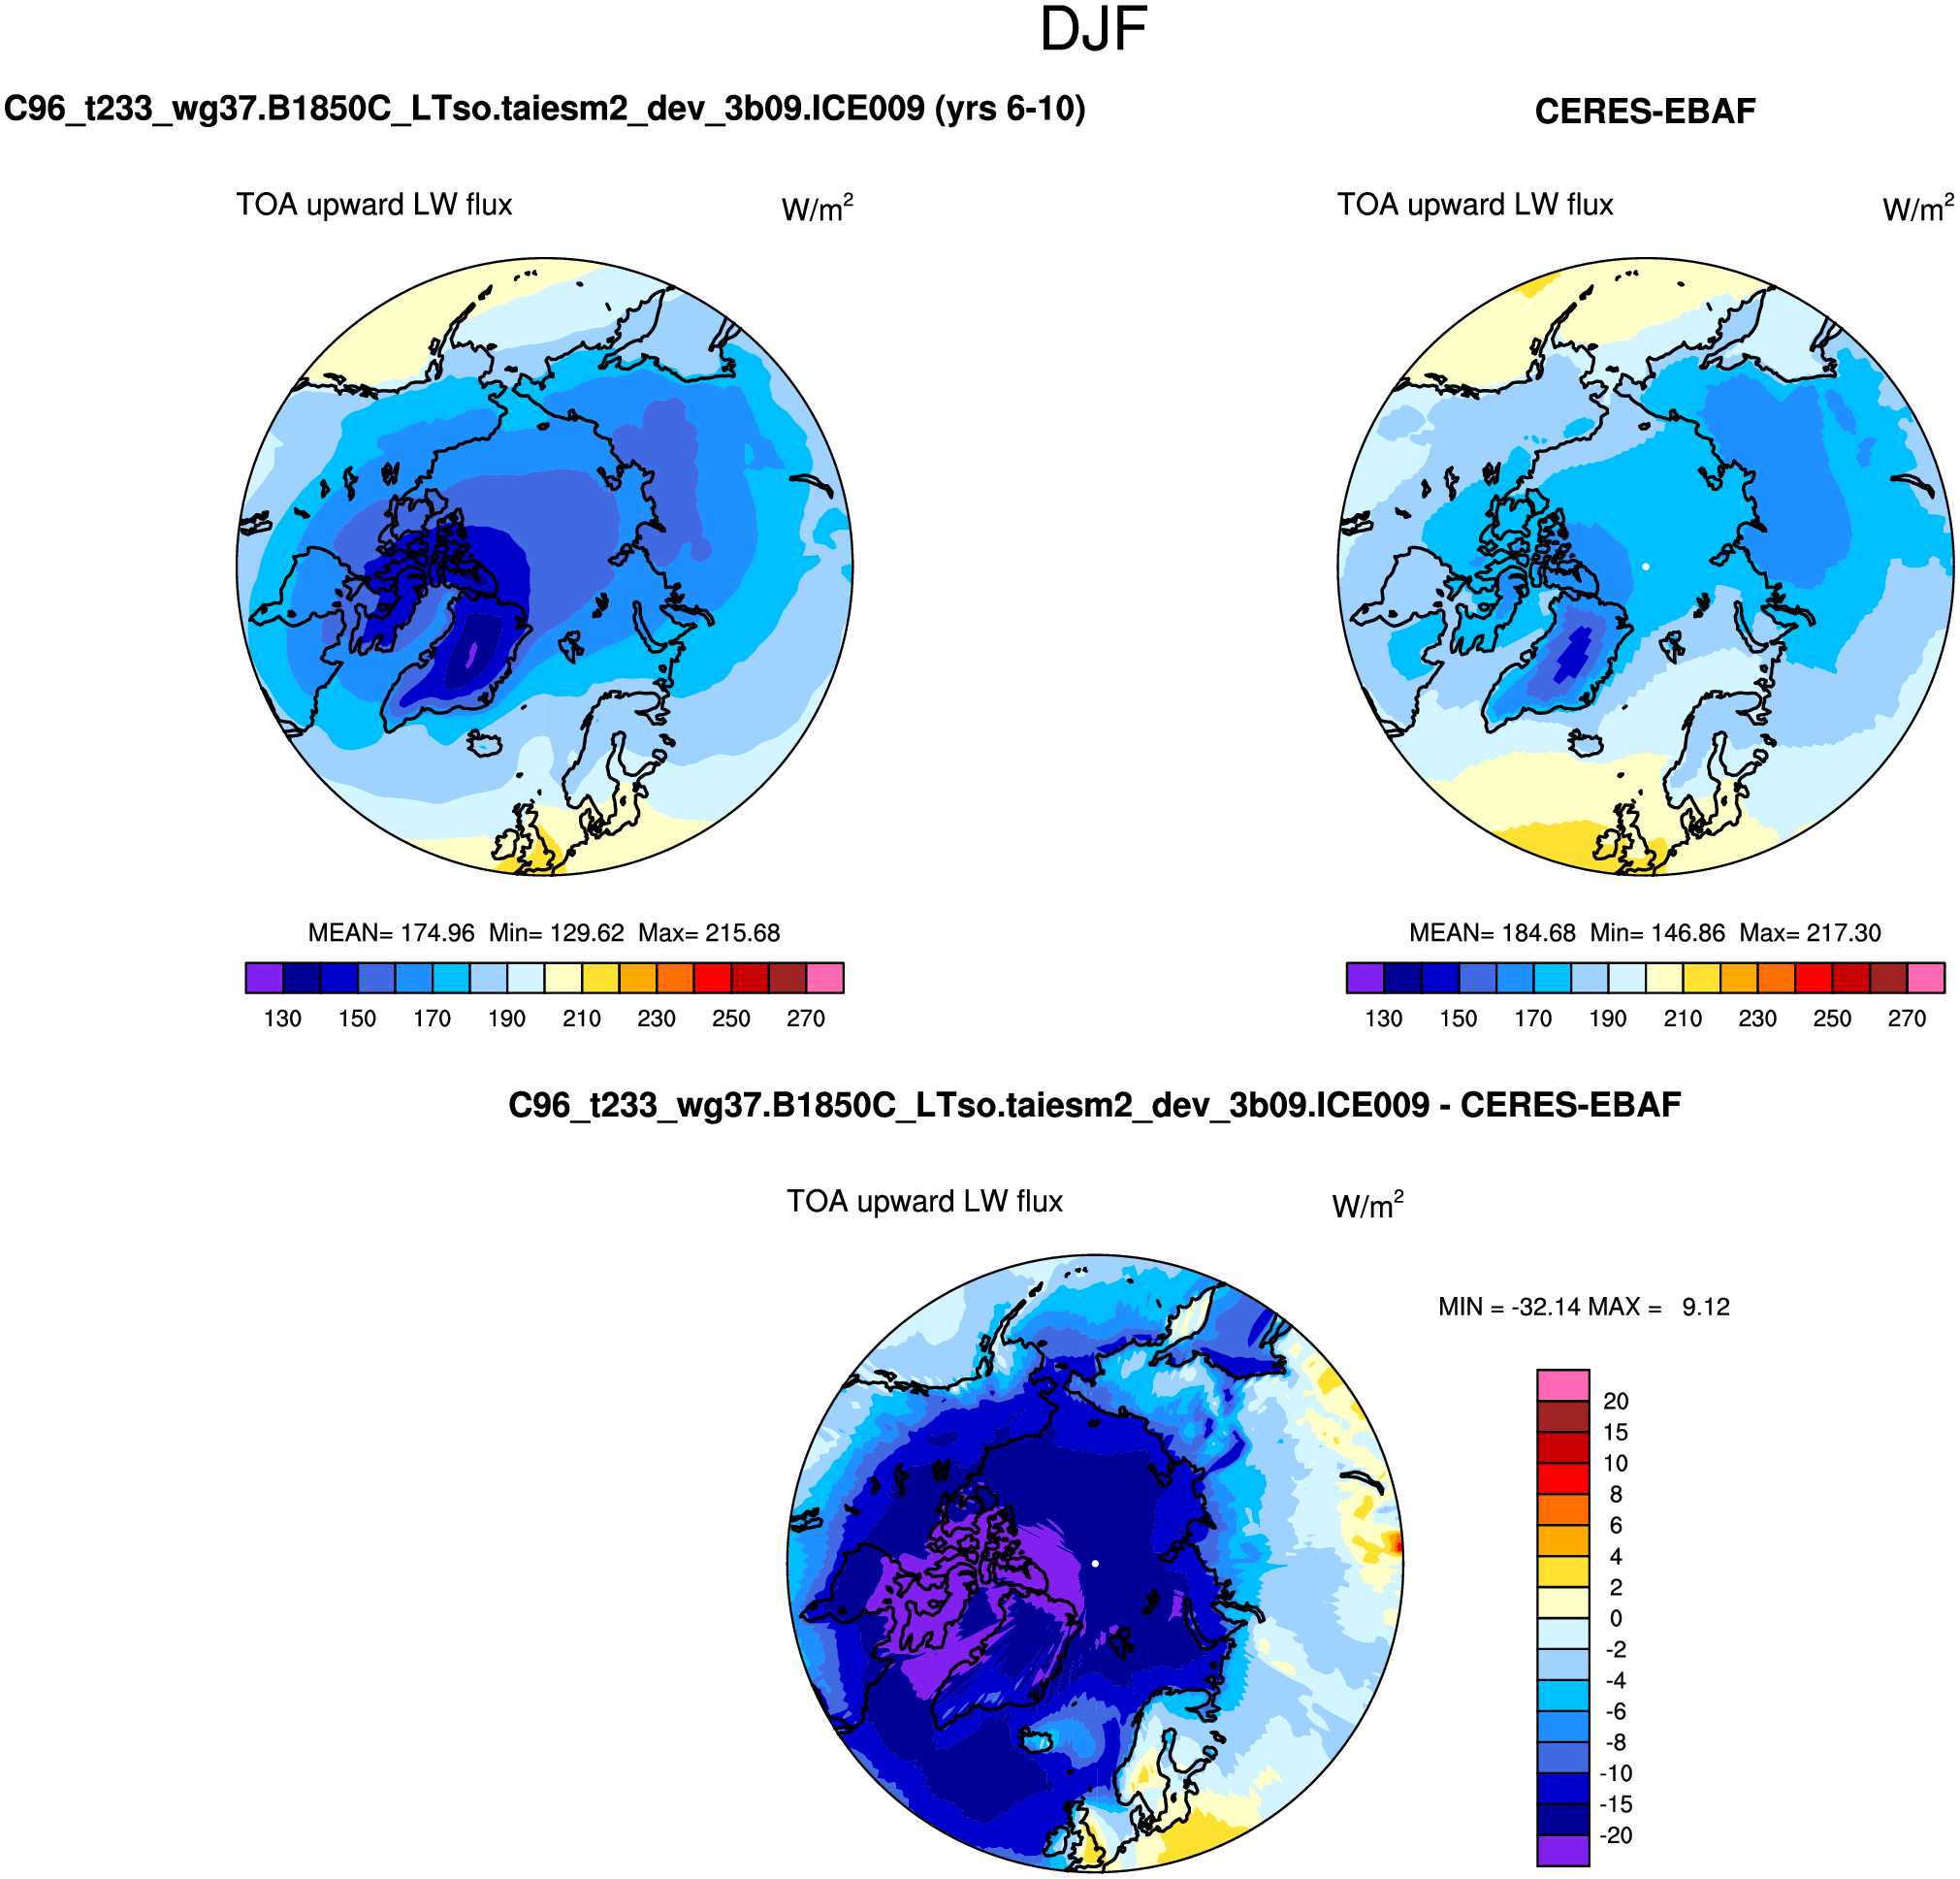 DJF
C96_t233_wg37.B1850C_LTso.taiesm2_dev_3b09.ICE009 (yrs 6-10)
CERES-EBAF
TOA upward LW flux W/m²
TOA upward LW flux W/m²
MEAN= 174.96 Min= 129.62 Max= 215.68
MEAN= 184.68 Min= 146.86 Max= 217.30
130 150 170 190 210 230 250 270
130 150 170 190 210 230 250 270
C96_t233_wg37.B1850C_LTso.taiesm2_dev_3b09.ICE009 - CERES-EBAF
TOA upward LW flux W/m²
MIN = -32.14 MAX = 9.12
20
15
10
8
6
4
2
0
-2
-4
-6
-8
-10
-15
-20